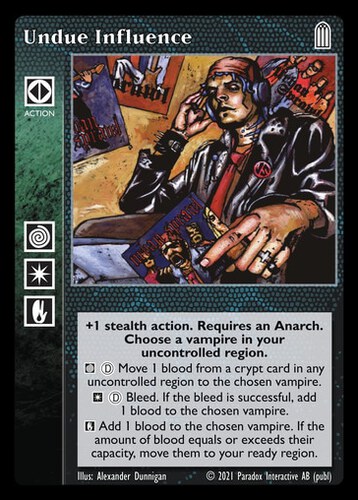 Undue Influence
ACTION
+1 stealth action. Requires an Anarch.
Choose a vampire in your
uncontrolled region.
Ⓓ Move 1 blood from a crypt card in any
uncontrolled region to the chosen vampire.
Ⓓ Bleed. If the bleed is successful, add
1 blood to the chosen vampire.
Add 1 blood to the chosen vampire. If the
amount of blood equals or exceeds their
capacity, move them to your ready region.
Illus: Alexander Dunnigan © 2021 Paradox Interactive AB (publ)